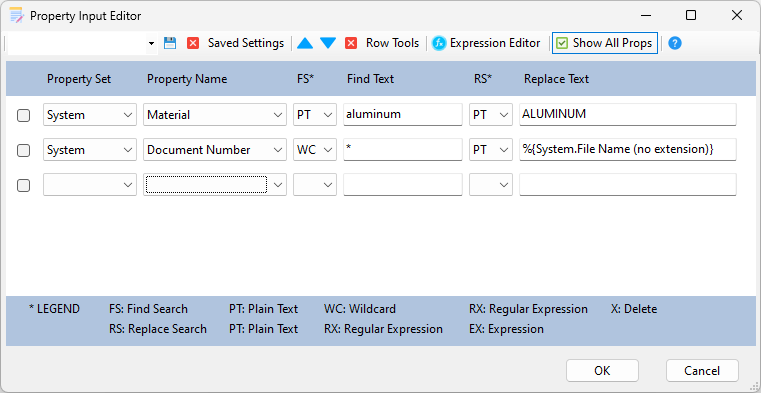 Property Input Editor
Saved Settings Row Tools fx Expression Editor Show All Props ?
Property Set Property Name FS* Find Text RS* Replace Text
System Material PT aluminum PT ALUMINUM
System Document Number WC * PT %{System.File Name (no extension)}
* LEGEND FS: Find Search PT: Plain Text WC: Wildcard RX: Regular Expression X: Delete
RS: Replace Search PT: Plain Text RX: Regular Expression EX: Expression
OK Cancel